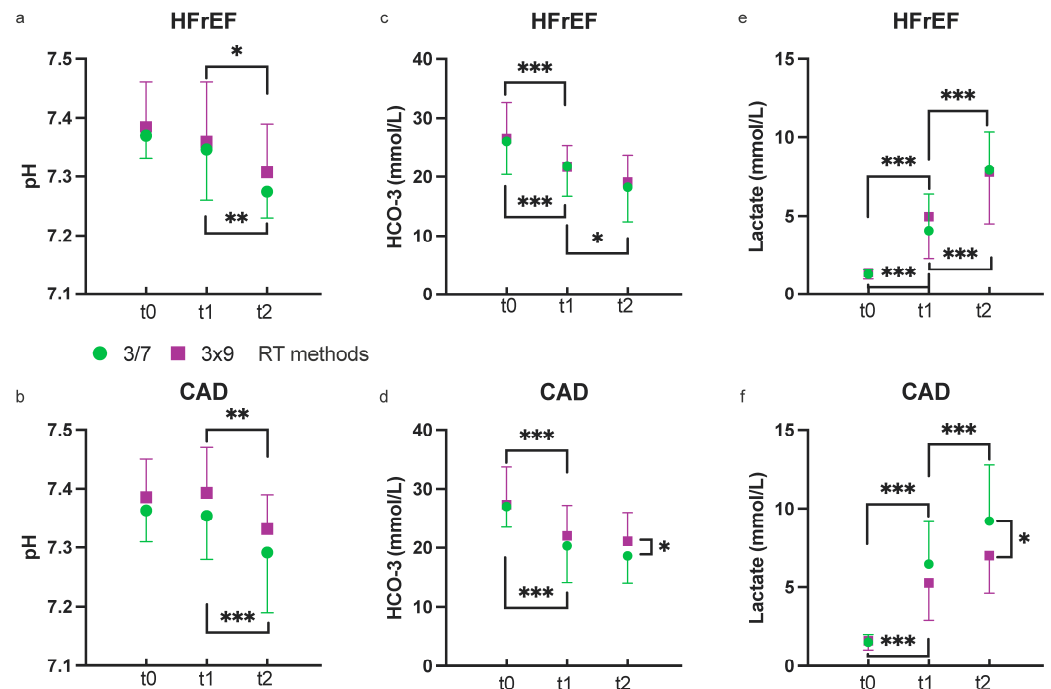 a HFrEF
7.5
7.4
7.3
7.2
7.1
pH
*
**
t0 t1 t2
c HFrEF
40
30
20
10
0
HCO-3 (mmol/L)
***
***
*
t0 t1 t2
e HFrEF
15
10
5
0
Lactate (mmol/L)
***
***
***
***
t0 t1 t2
3/7 3x9 RT methods
b CAD
7.5
7.4
7.3
7.2
7.1
pH
**
***
t0 t1 t2
d CAD
40
30
20
10
0
HCO-3 (mmol/L)
***
*
***
t0 t1 t2
f CAD
15
10
5
0
Lactate (mmol/L)
***
***
*
***
t0 t1 t2